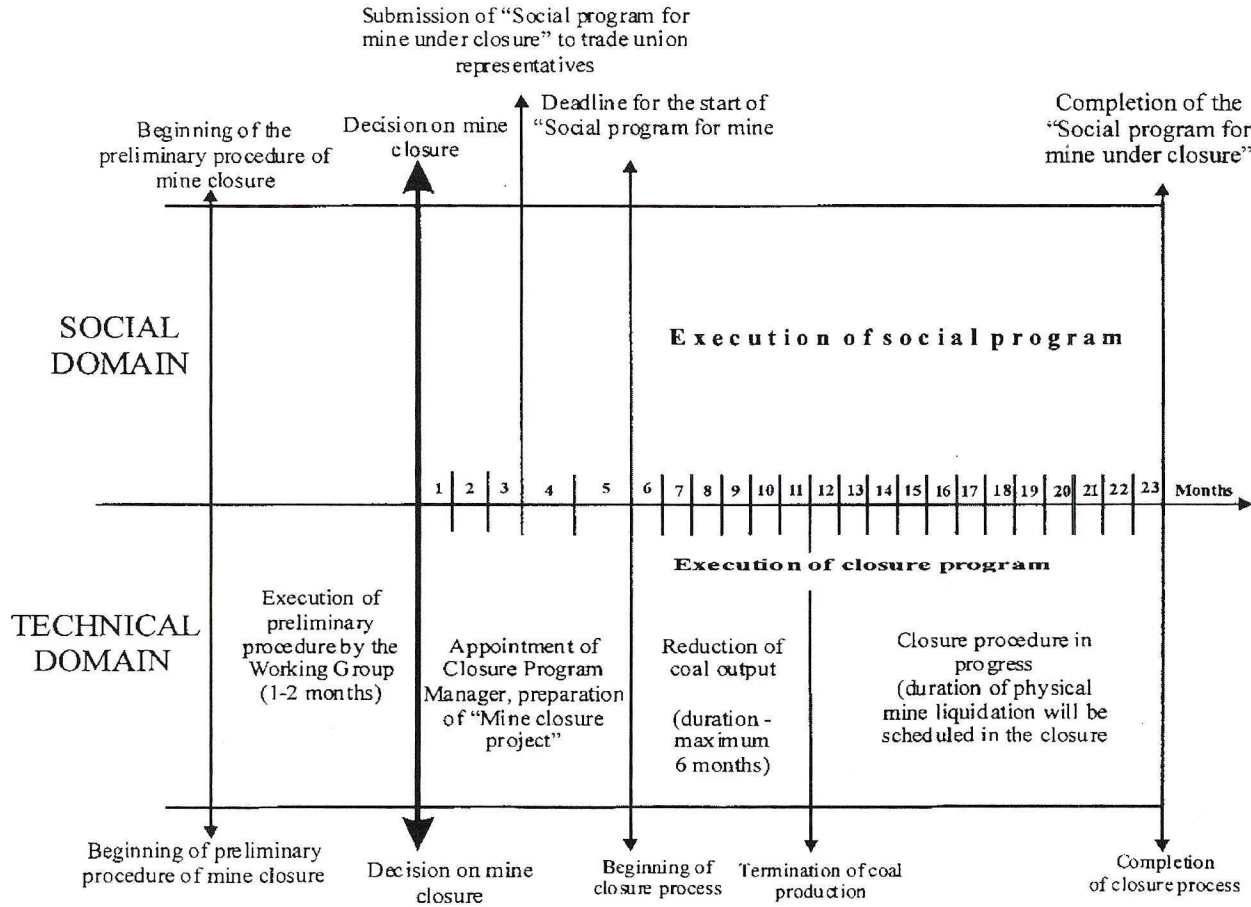 Submission of “Social program for
mine under closure” to trade union
representatives
Deadline for the start of
“Social program for mine
Completion of the
“Social program for
mine under closure”
Decision on mine
closure
Beginning of the
preliminary procedure of
mine closure
SOCIAL
DOMAIN
Execution of social program
1 2 3 4 5 6 7 8 9 10 11 12 13 14 15 16 17 18 19 20 21 22 23 Months
Execution of closure program
TECHNICAL
DOMAIN
Execution of
preliminary
procedure by the
Working Group
(1-2 months)
Appointment of
Closure Program
Manager, preparation
of “Mine closure
project”
Reduction of
coal output
(duration -
maximum
6 months)
Closure procedure in
progress
(duration of physical
mine liquidation will be
scheduled in the closure
Beginning of preliminary
procedure of mine closure
Decision on mine
closure
Beginning of
closure process
Termination of coal
production
Completion
of closure process